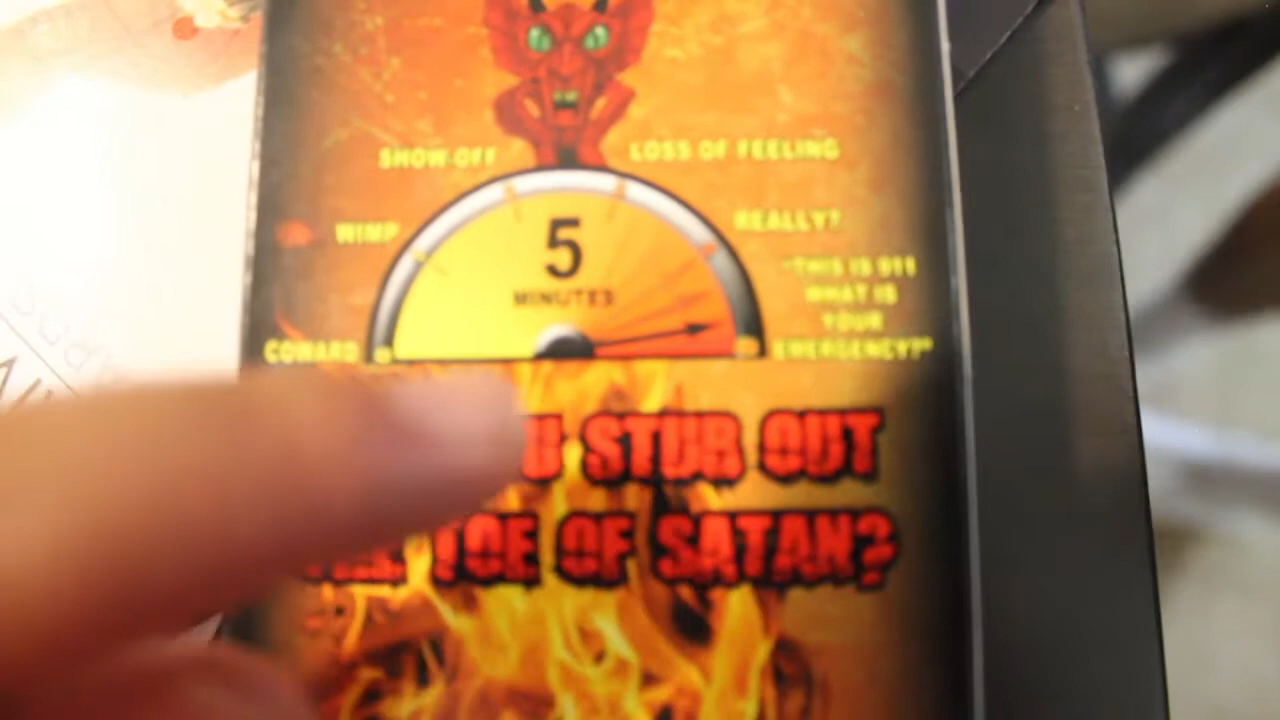 SHOW-OFF
LOSS OF FEELING
WIMP
REALLY?
5
MINUTES
"THIS IS 911
WHAT IS
YOUR
EMERGENCY?"
COWARD
U STUB OUT
TOE OF SATAN?